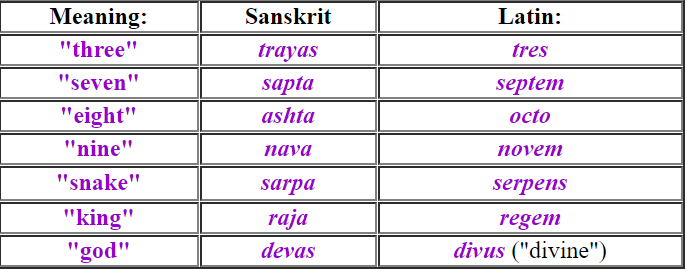 Meaning: Sanskrit Latin:
"three" trayas tres
"seven" sapta septem
"eight" ashta octo
"nine" nava novem
"snake" sarpa serpens
"king" raja regem
"god" devas divus ("divine")